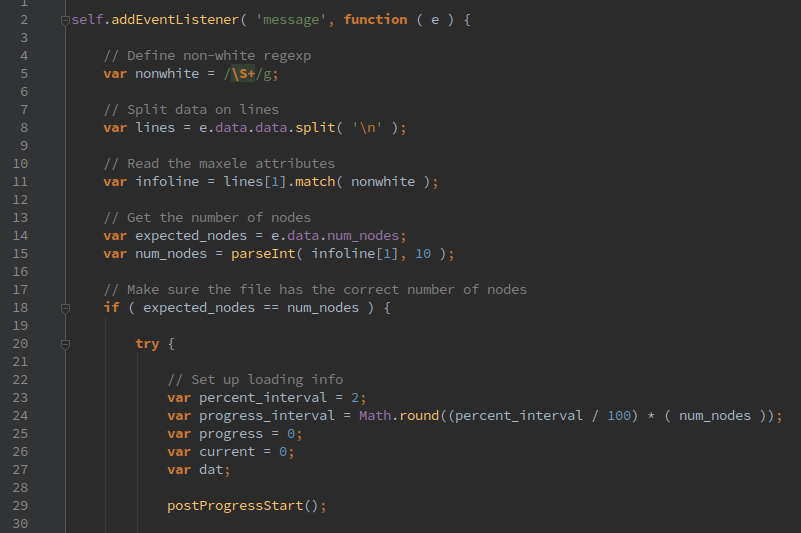 1
2 self.addEventListener( 'message', function ( e ) {
3
4 // Define non-white regexp
5 var nonwhite = /\S+/g;
6
7 // Split data on lines
8 var lines = e.data.data.split( '\n' );
9
10 // Read the maxele attributes
11 var infoline = lines[1].match( nonwhite );
12
13 // Get the number of nodes
14 var expected_nodes = e.data.num_nodes;
15 var num_nodes = parseInt( infoline[1], 10 );
16
17 // Make sure the file has the correct number of nodes
18 if ( expected_nodes == num_nodes ) {
19
20 try {
21
22 // Set up loading info
23 var percent_interval = 2;
24 var progress_interval = Math.round((percent_interval / 100) * ( num_nodes ));
25 var progress = 0;
26 var current = 0;
27 var dat;
28
29 postProgressStart();
30